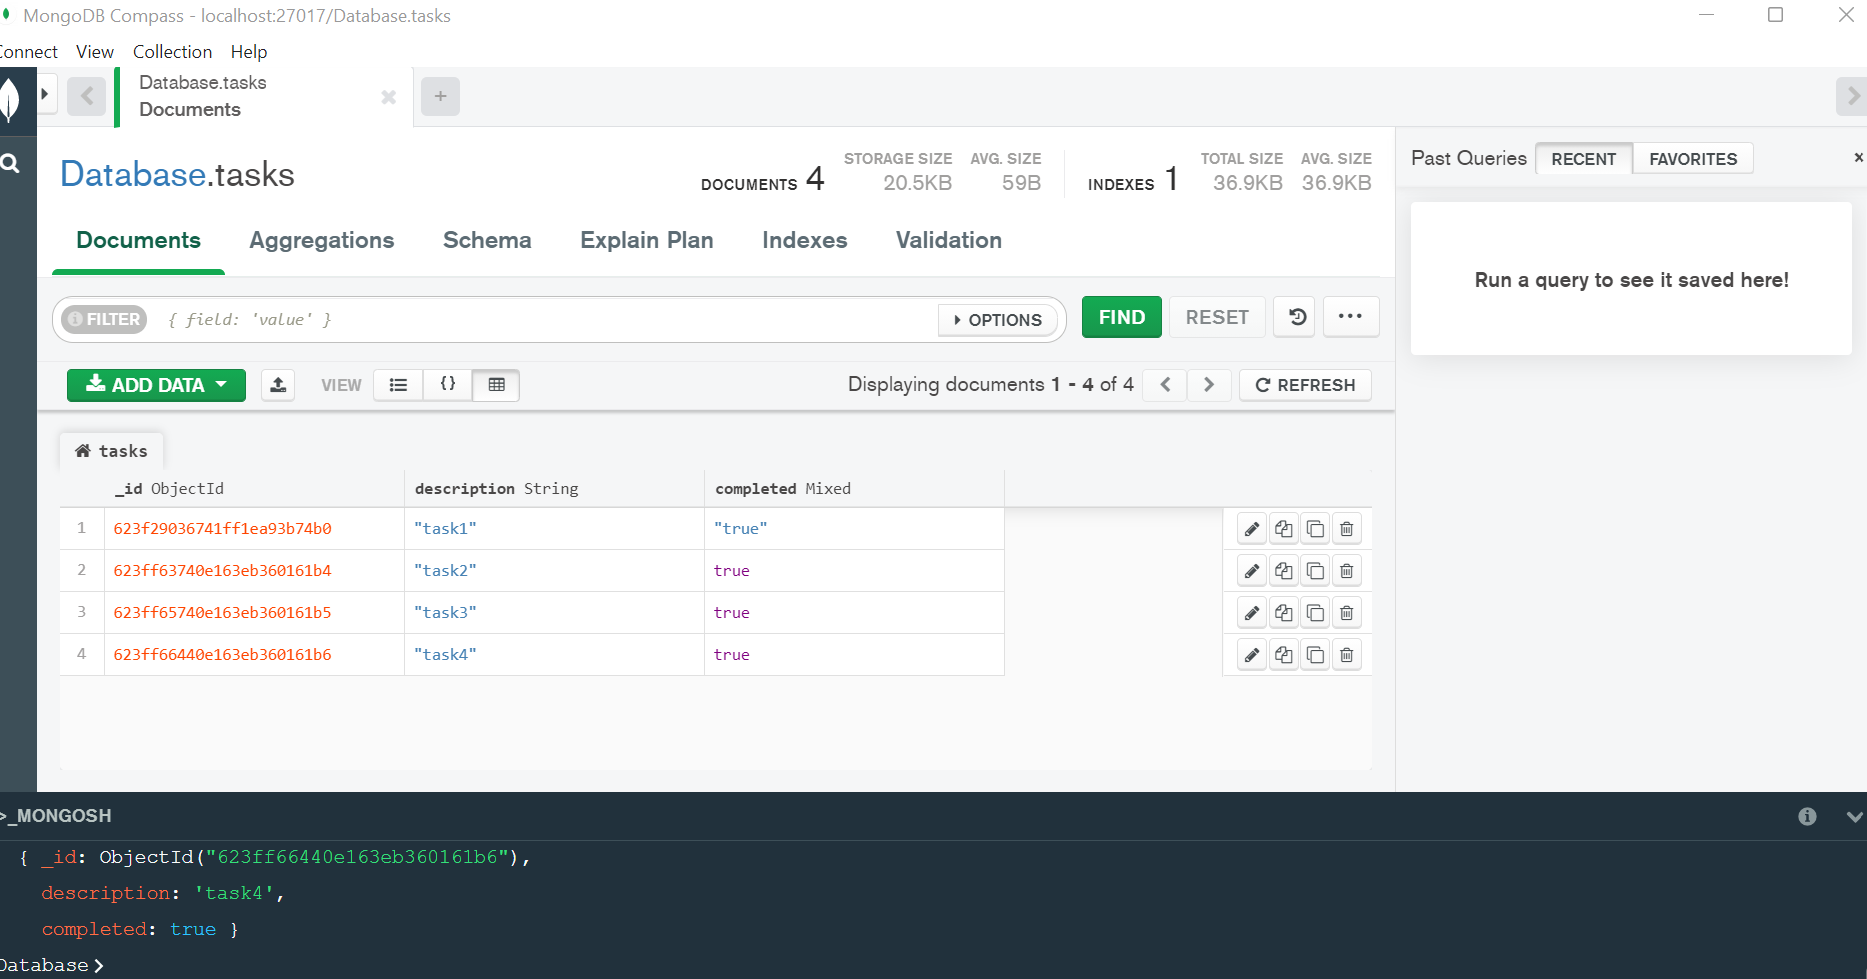 MongoDB Compass - localhost:27017/Database.tasks
Connect View Collection Help
Database.tasks
Documents
Database.tasks
DOCUMENTS 4
STORAGE SIZE
20.5KB
AVG. SIZE
59B
INDEXES 1
TOTAL SIZE
36.9KB
AVG. SIZE
36.9KB
Documents Aggregations Schema Explain Plan Indexes Validation
FILTER { field: 'value' } OPTIONS FIND RESET
ADD DATA VIEW { } Displaying documents 1 - 4 of 4 REFRESH
tasks
_id ObjectId description String completed Mixed
1 623f29036741ff1ea93b74b0 "task1" "true"
2 623ff63740e163eb360161b4 "task2" true
3 623ff65740e163eb360161b5 "task3" true
4 623ff66440e163eb360161b6 "task4" true
Past Queries RECENT FAVORITES
Run a query to see it saved here!
>_MONGOSH
{ _id: ObjectId("623ff66440e163eb360161b6"),
description: 'task4',
completed: true }
Database>